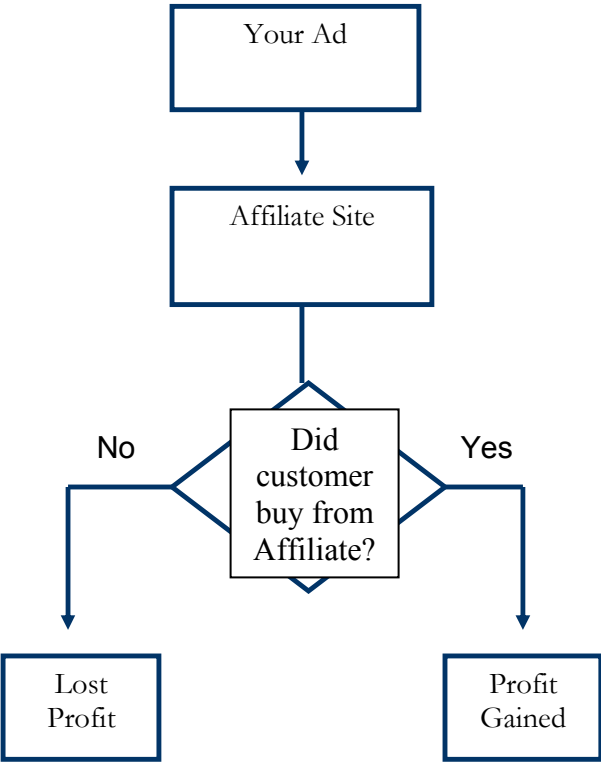 Your Ad
Affiliate Site
No
Did
customer
buy from
Affiliate?
Yes
Lost
Profit
Profit
Gained